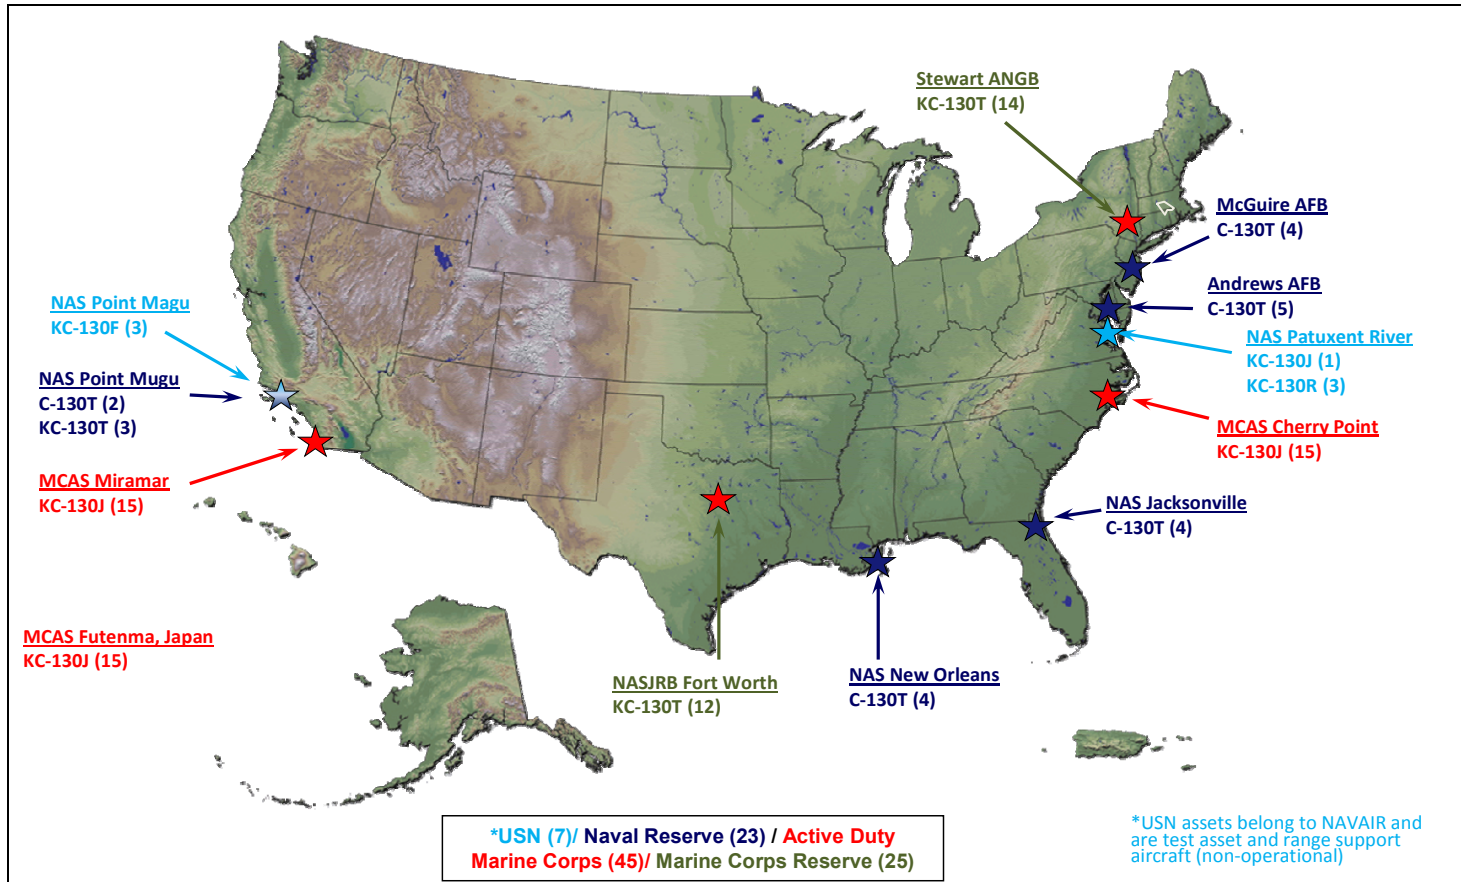 Stewart ANGB
KC-130T (14)
McGuire AFB
C-130T (4)
Andrews AFB
C-130T (5)
NAS Patuxent River
KC-130J (1)
KC-130R (3)
MCAS Cherry Point
KC-130J (15)
NAS Jacksonville
C-130T (4)
NAS Point Magu
KC-130F (3)
NAS Point Mugu
C-130T (2)
KC-130T (3)
MCAS Miramar
KC-130J (15)
MCAS Futenma, Japan
KC-130J (15)
NASJRB Fort Worth
KC-130T (12)
NAS New Orleans
C-130T (4)
*USN (7)/ Naval Reserve (23) / Active Duty
Marine Corps (45)/ Marine Corps Reserve (25)
*USN assets belong to NAVAIR and
are test asset and range support
aircraft (non-operational)